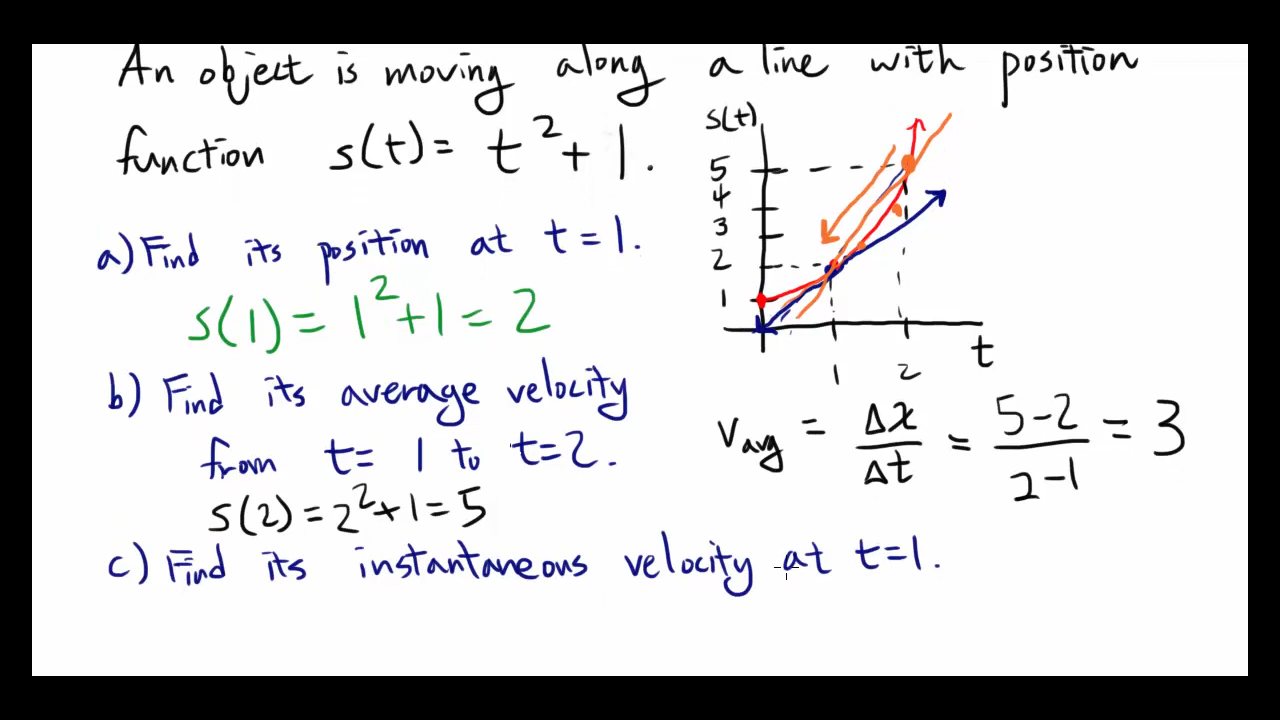 An object is moving along a line with position
function s(t) = t² + 1.
a) Find its position at t = 1.
s(1) = 1² + 1 = 2
b) Find its average velocity
from t = 1 to t = 2.
s(2) = 2² + 1 = 5
c) Find its instantaneous velocity at t = 1.
s(t)
5
4
3
2
1
1 2
t
v avg = Δx/Δt = 5-2/2-1 = 3